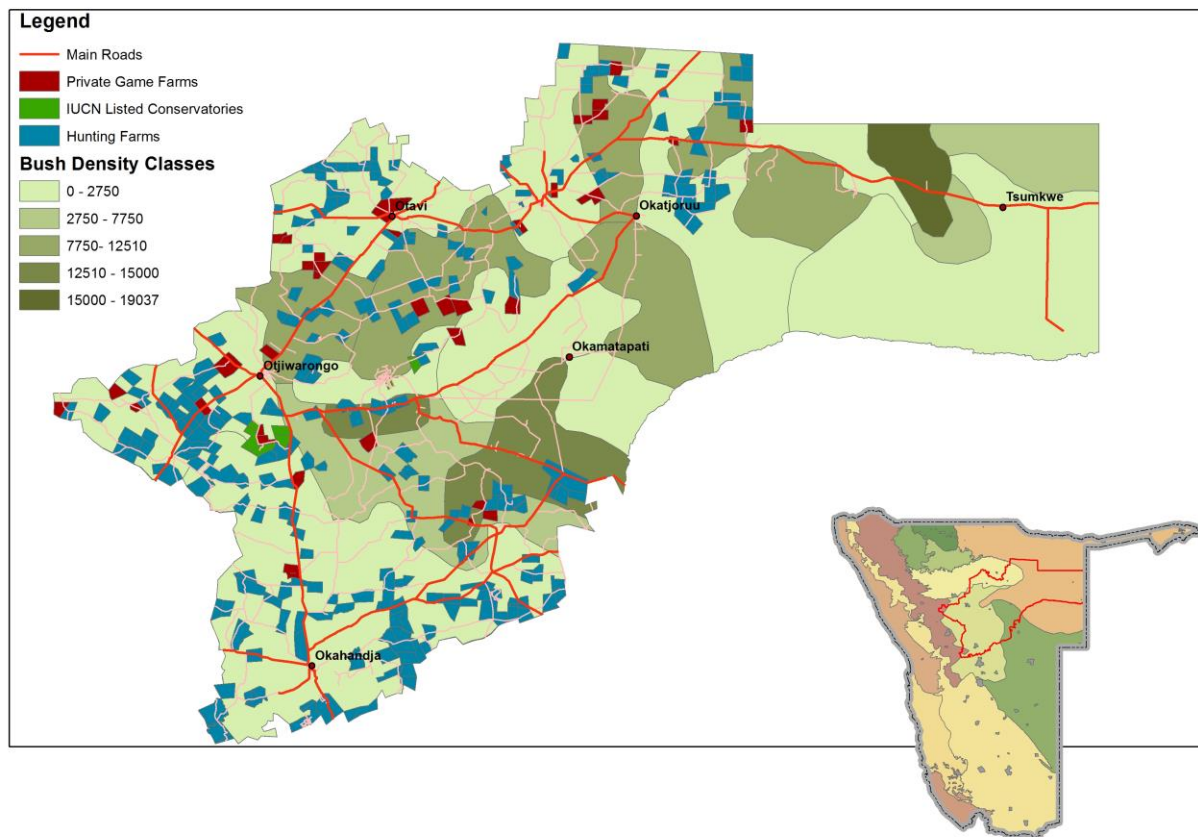 Legend
Main Roads
Private Game Farms
IUCN Listed Conservatories
Hunting Farms
Bush Density Classes
0 - 2750
2750 - 7750
7750- 12510
12510 - 15000
15000 - 19037
Tsumkwe
Otavi
Okatjoruu
Okamatapati
Otjiwarongo
Okahandja